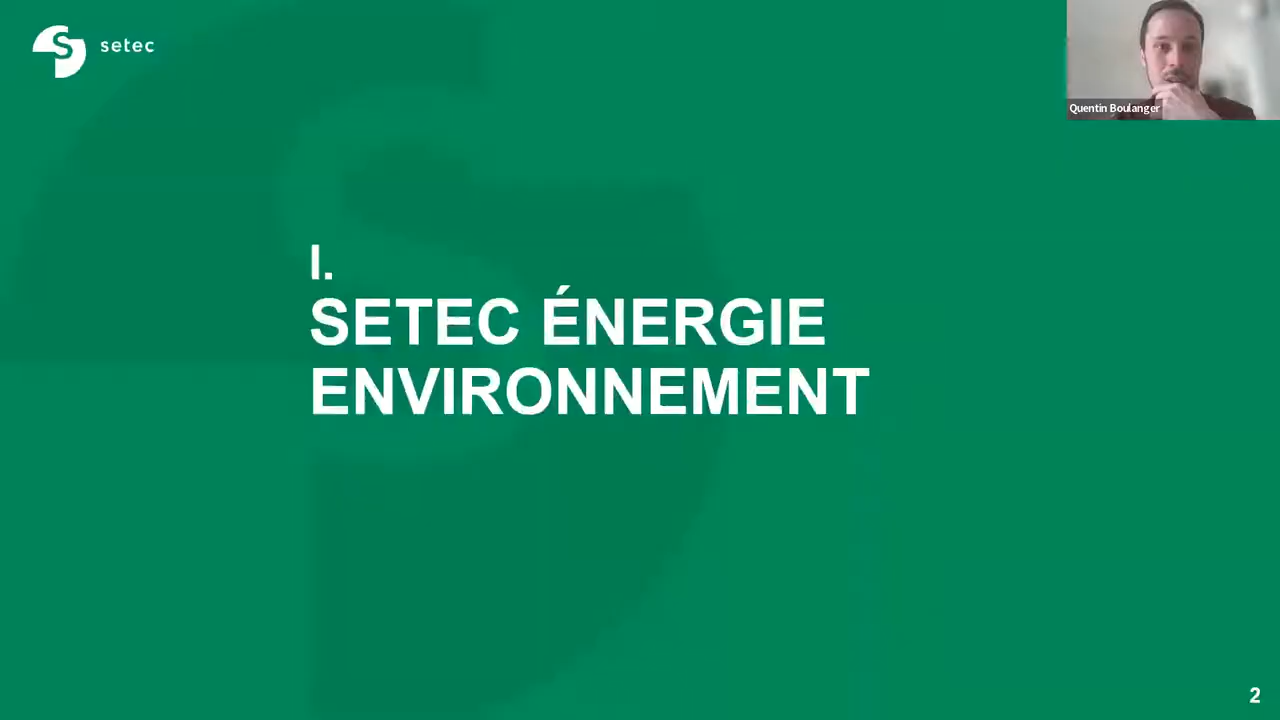 setec
Quentin Boulanger
I.
SETEC ÉNERGIE
ENVIRONNEMENT
2